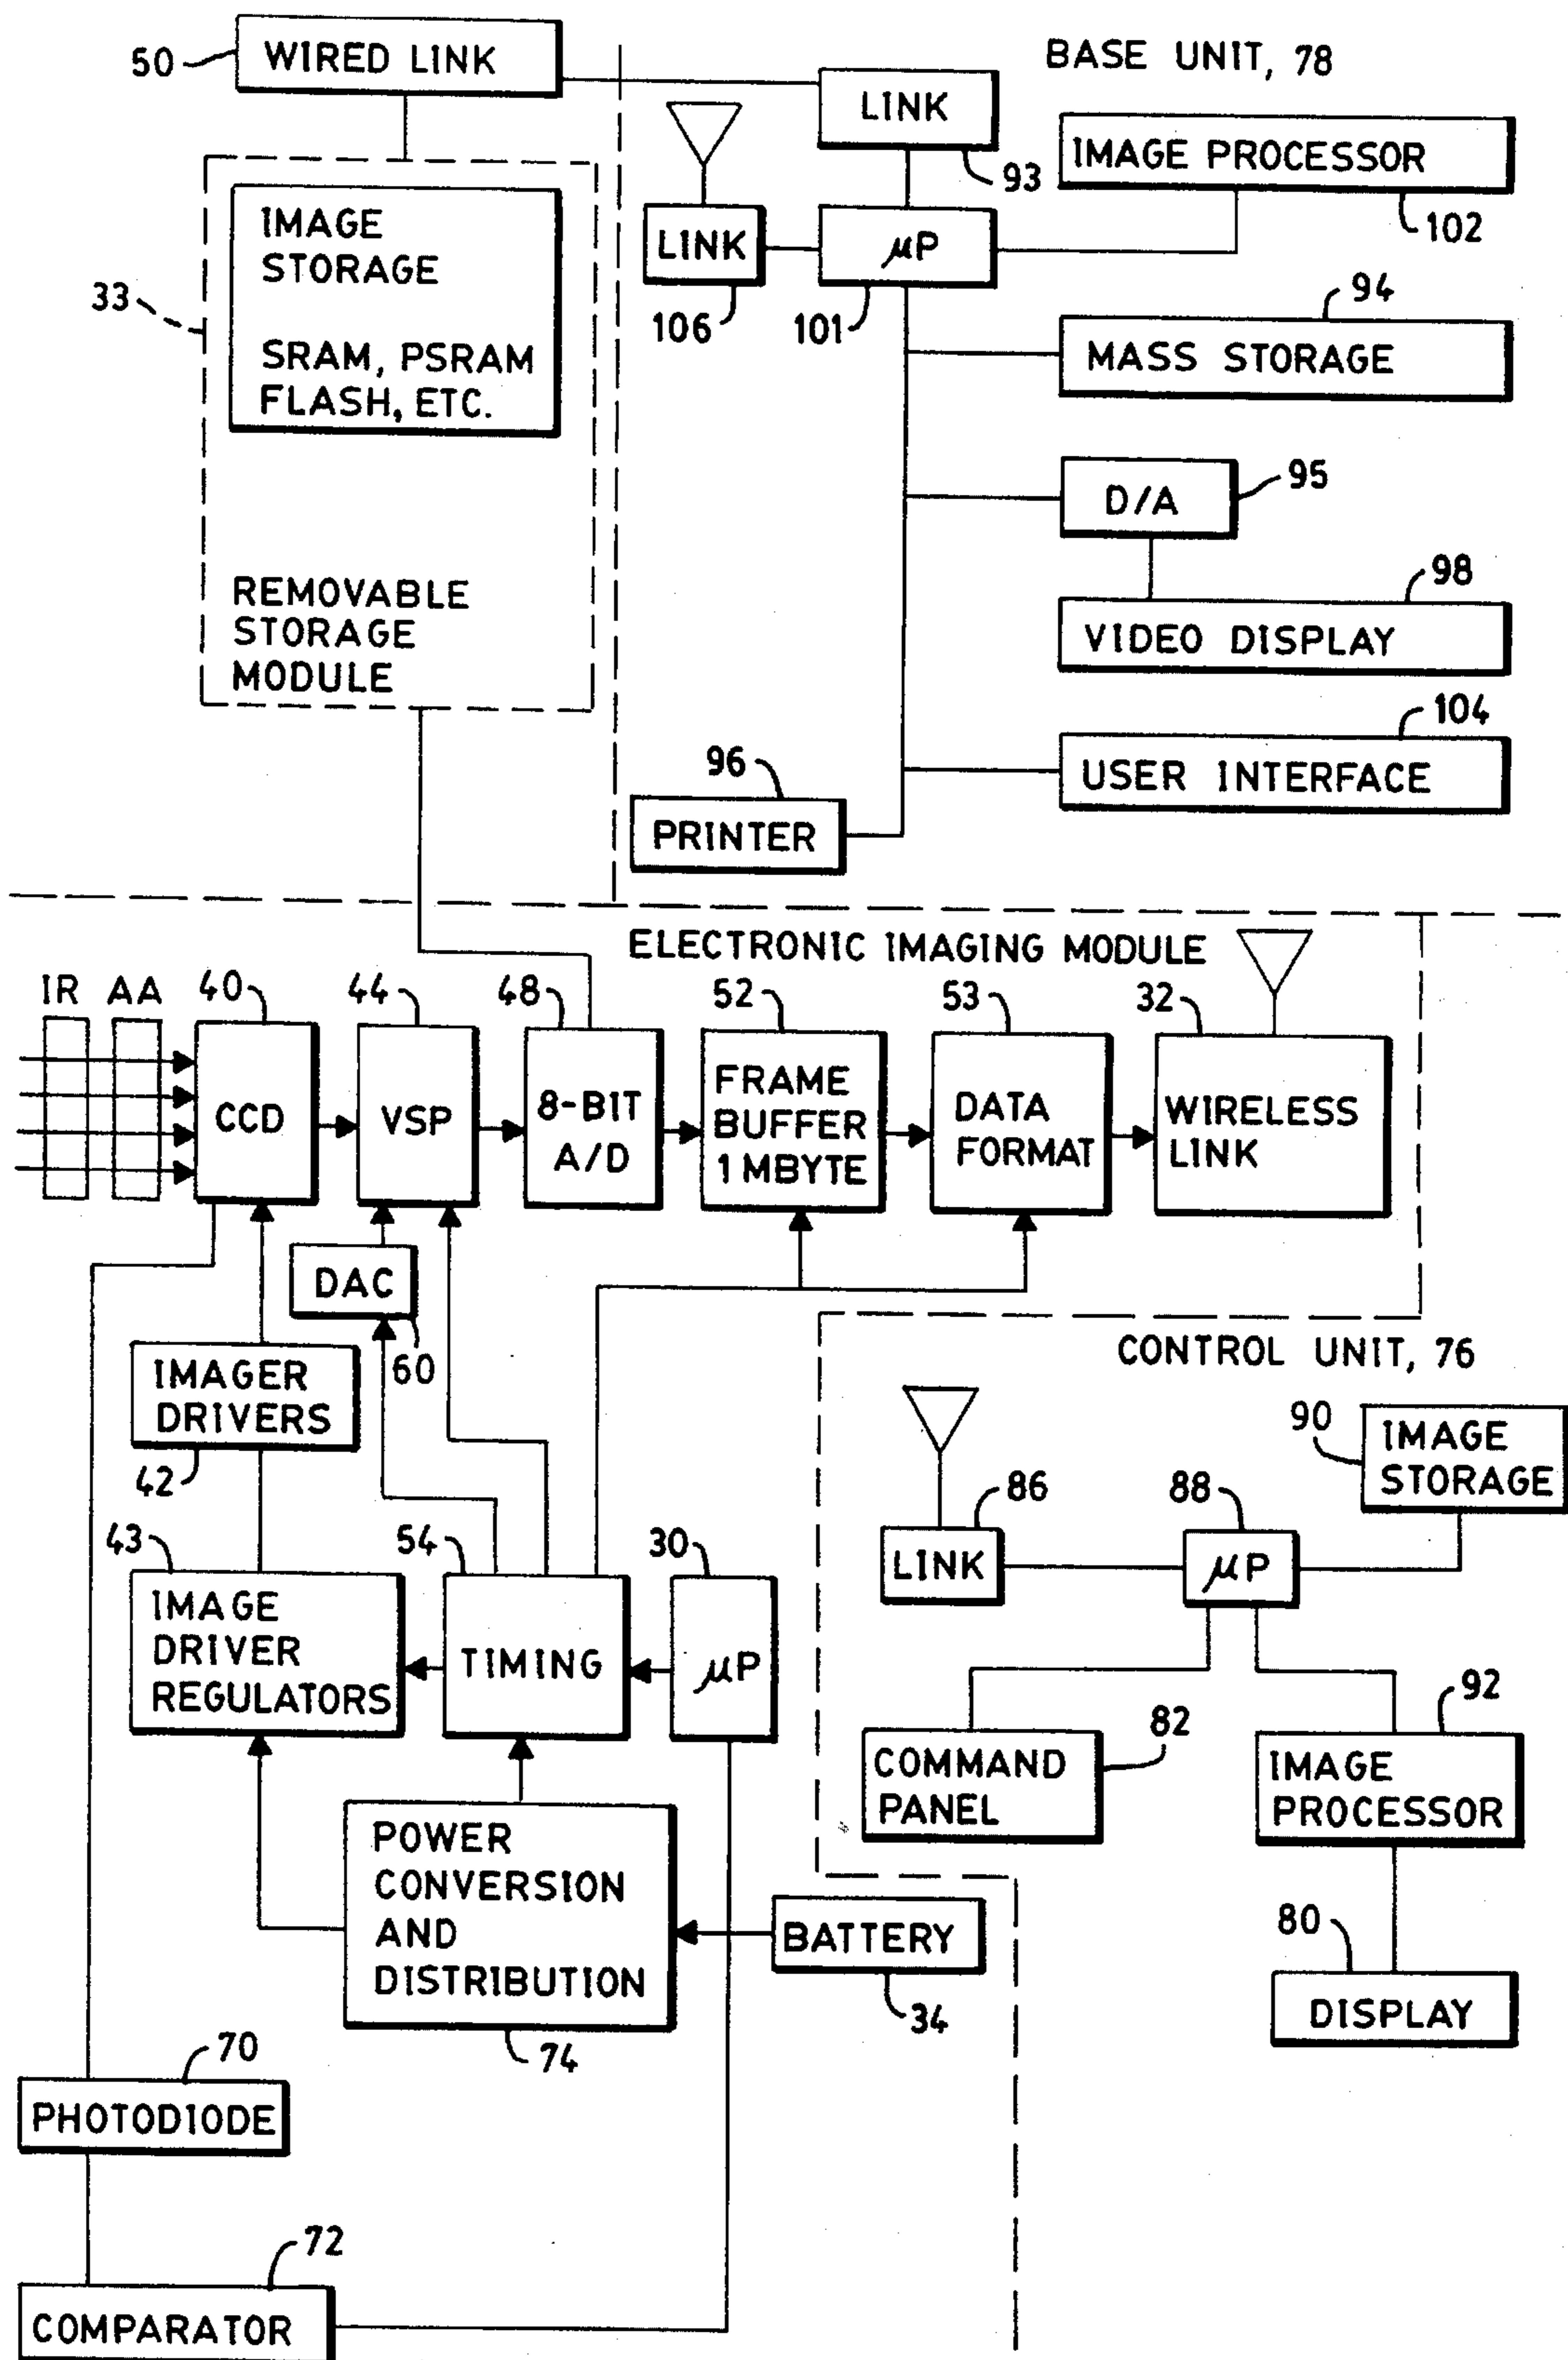 50
WIRED LINK
BASE UNIT, 78
LINK
93
IMAGE PROCESSOR
102
IMAGE
STORAGE
SRAM, PSRAM
FLASH, ETC.
33
REMOVABLE
STORAGE
MODULE
LINK
106
μP
101
94
MASS STORAGE
D/A
95
98
VIDEO DISPLAY
104
USER INTERFACE
96
PRINTER
ELECTRONIC IMAGING MODULE
IR
AA
40
CCD
44
VSP
48
8-BIT
A/D
52
FRAME
BUFFER
1 MBYTE
53
DATA
FORMAT
32
WIRELESS
LINK
DAC
60
IMAGER
DRIVERS
42
43
IMAGE
DRIVER
REGULATORS
54
TIMING
30
μP
POWER
CONVERSION
AND
DISTRIBUTION
74
BATTERY
34
70
PHOTODIODE
72
COMPARATOR
CONTROL UNIT, 76
90
IMAGE
STORAGE
86
LINK
88
μP
82
COMMAND
PANEL
92
IMAGE
PROCESSOR
80
DISPLAY